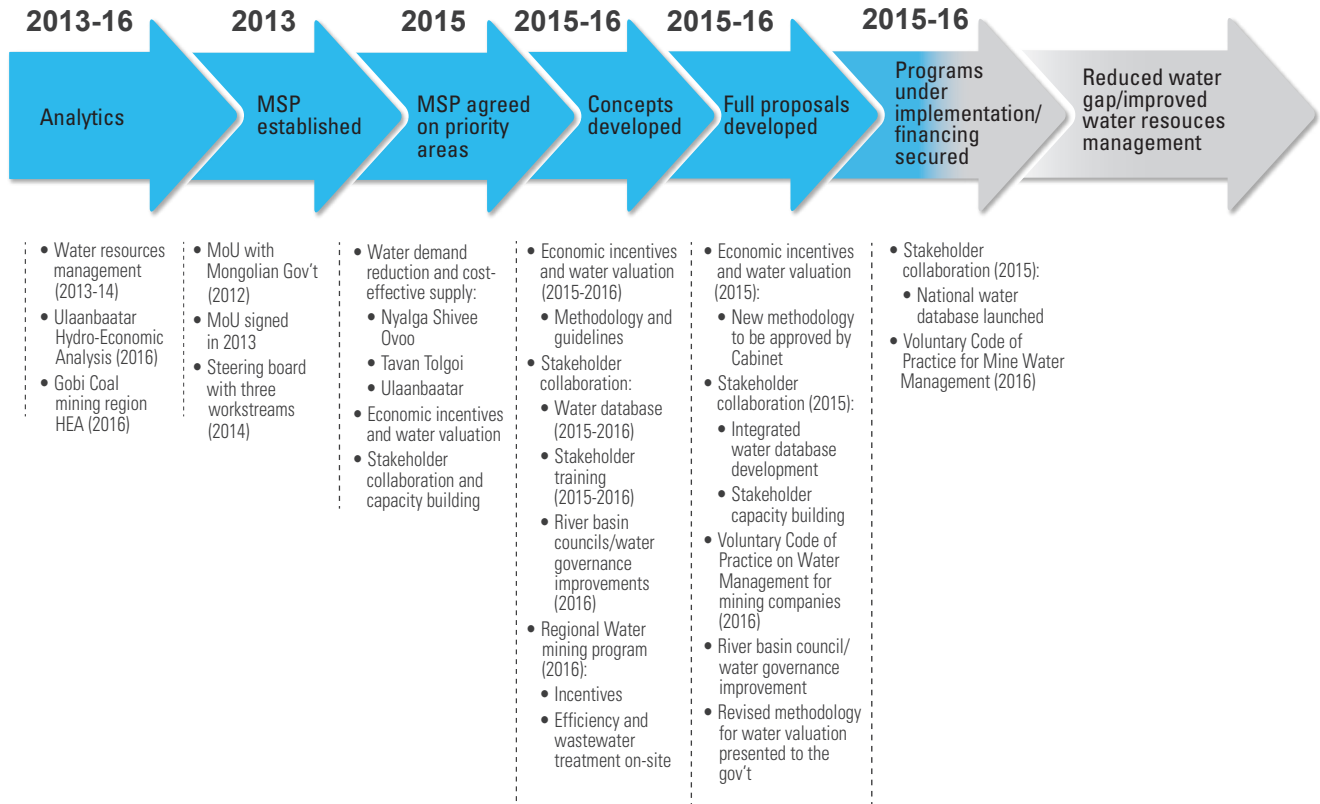 2013-16
2013
2015
2015-16
2015-16
2015-16
Analytics
MSP
established
MSP agreed
on priority
areas
Concepts
developed
Full proposals
developed
Programs
under
implementation/
financing
secured
Reduced water
gap/improved
water resouces
management
• Water resources
management
(2013-14)
• Ulaanbaatar
Hydro-Economic
Analysis (2016)
• Gobi Coal
mining region
HEA (2016)
• MoU with
Mongolian Gov't
(2012)
• MoU signed
in 2013
• Steering board
with three
workstreams
(2014)
• Water demand
reduction and cost-
effective supply:
• Nyalga Shivee
Ovoo
• Tavan Tolgoi
• Ulaanbaatar
• Economic incentives
and water valuation
• Stakeholder
collaboration and
capacity building
• Economic incentives
and water valuation
(2015-2016)
• Methodology and
guidelines
• Stakeholder
collaboration:
• Water database
(2015-2016)
• Stakeholder
training
(2015-2016)
• River basin
councils/water
governance
improvements
(2016)
• Regional Water
mining program
(2016):
• Incentives
• Efficiency and
wastewater
treatment on-site
• Economic incentives
and water valuation
(2015):
• New methodology
to be approved by
Cabinet
• Stakeholder
collaboration (2015):
• Integrated
water database
development
• Stakeholder
capacity building
• Voluntary Code of
Practice on Water
Management for
mining companies
(2016)
• River basin council/
water governance
improvement
• Revised methodology
for water valuation
presented to the
gov't
• Stakeholder
collaboration (2015):
• National water
database launched
• Voluntary Code of
Practice for Mine Water
Management (2016)